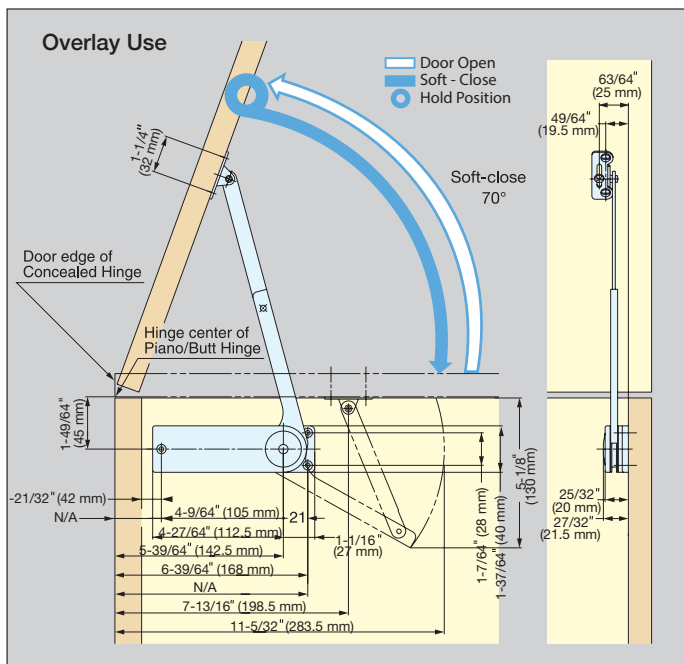 Overlay Use
Door Open
Soft - Close
Hold Position
63/64"
(25 mm)
49/64"
(19.5 mm)
1-1/4"
(32 mm)
Soft-close
70°
Door edge of
Concealed Hinge
Hinge center of
Piano/Butt Hinge
1-49/64"
(45 mm)
-21/32" (42 mm)
N/A
4-9/64" (105 mm)
21
4-27/64" (112.5 mm)
1-1/16"
(27 mm)
5-39/64" (142.5 mm)
6-39/64" (168 mm)
N/A
7-13/16" (198.5 mm)
11-5/32" (283.5 mm)
1-7/64" (28 mm)
1-37/64" (40 mm)
5-1/8"
(130 mm)
25/32"
(20 mm)
27/32"
(21.5 mm)